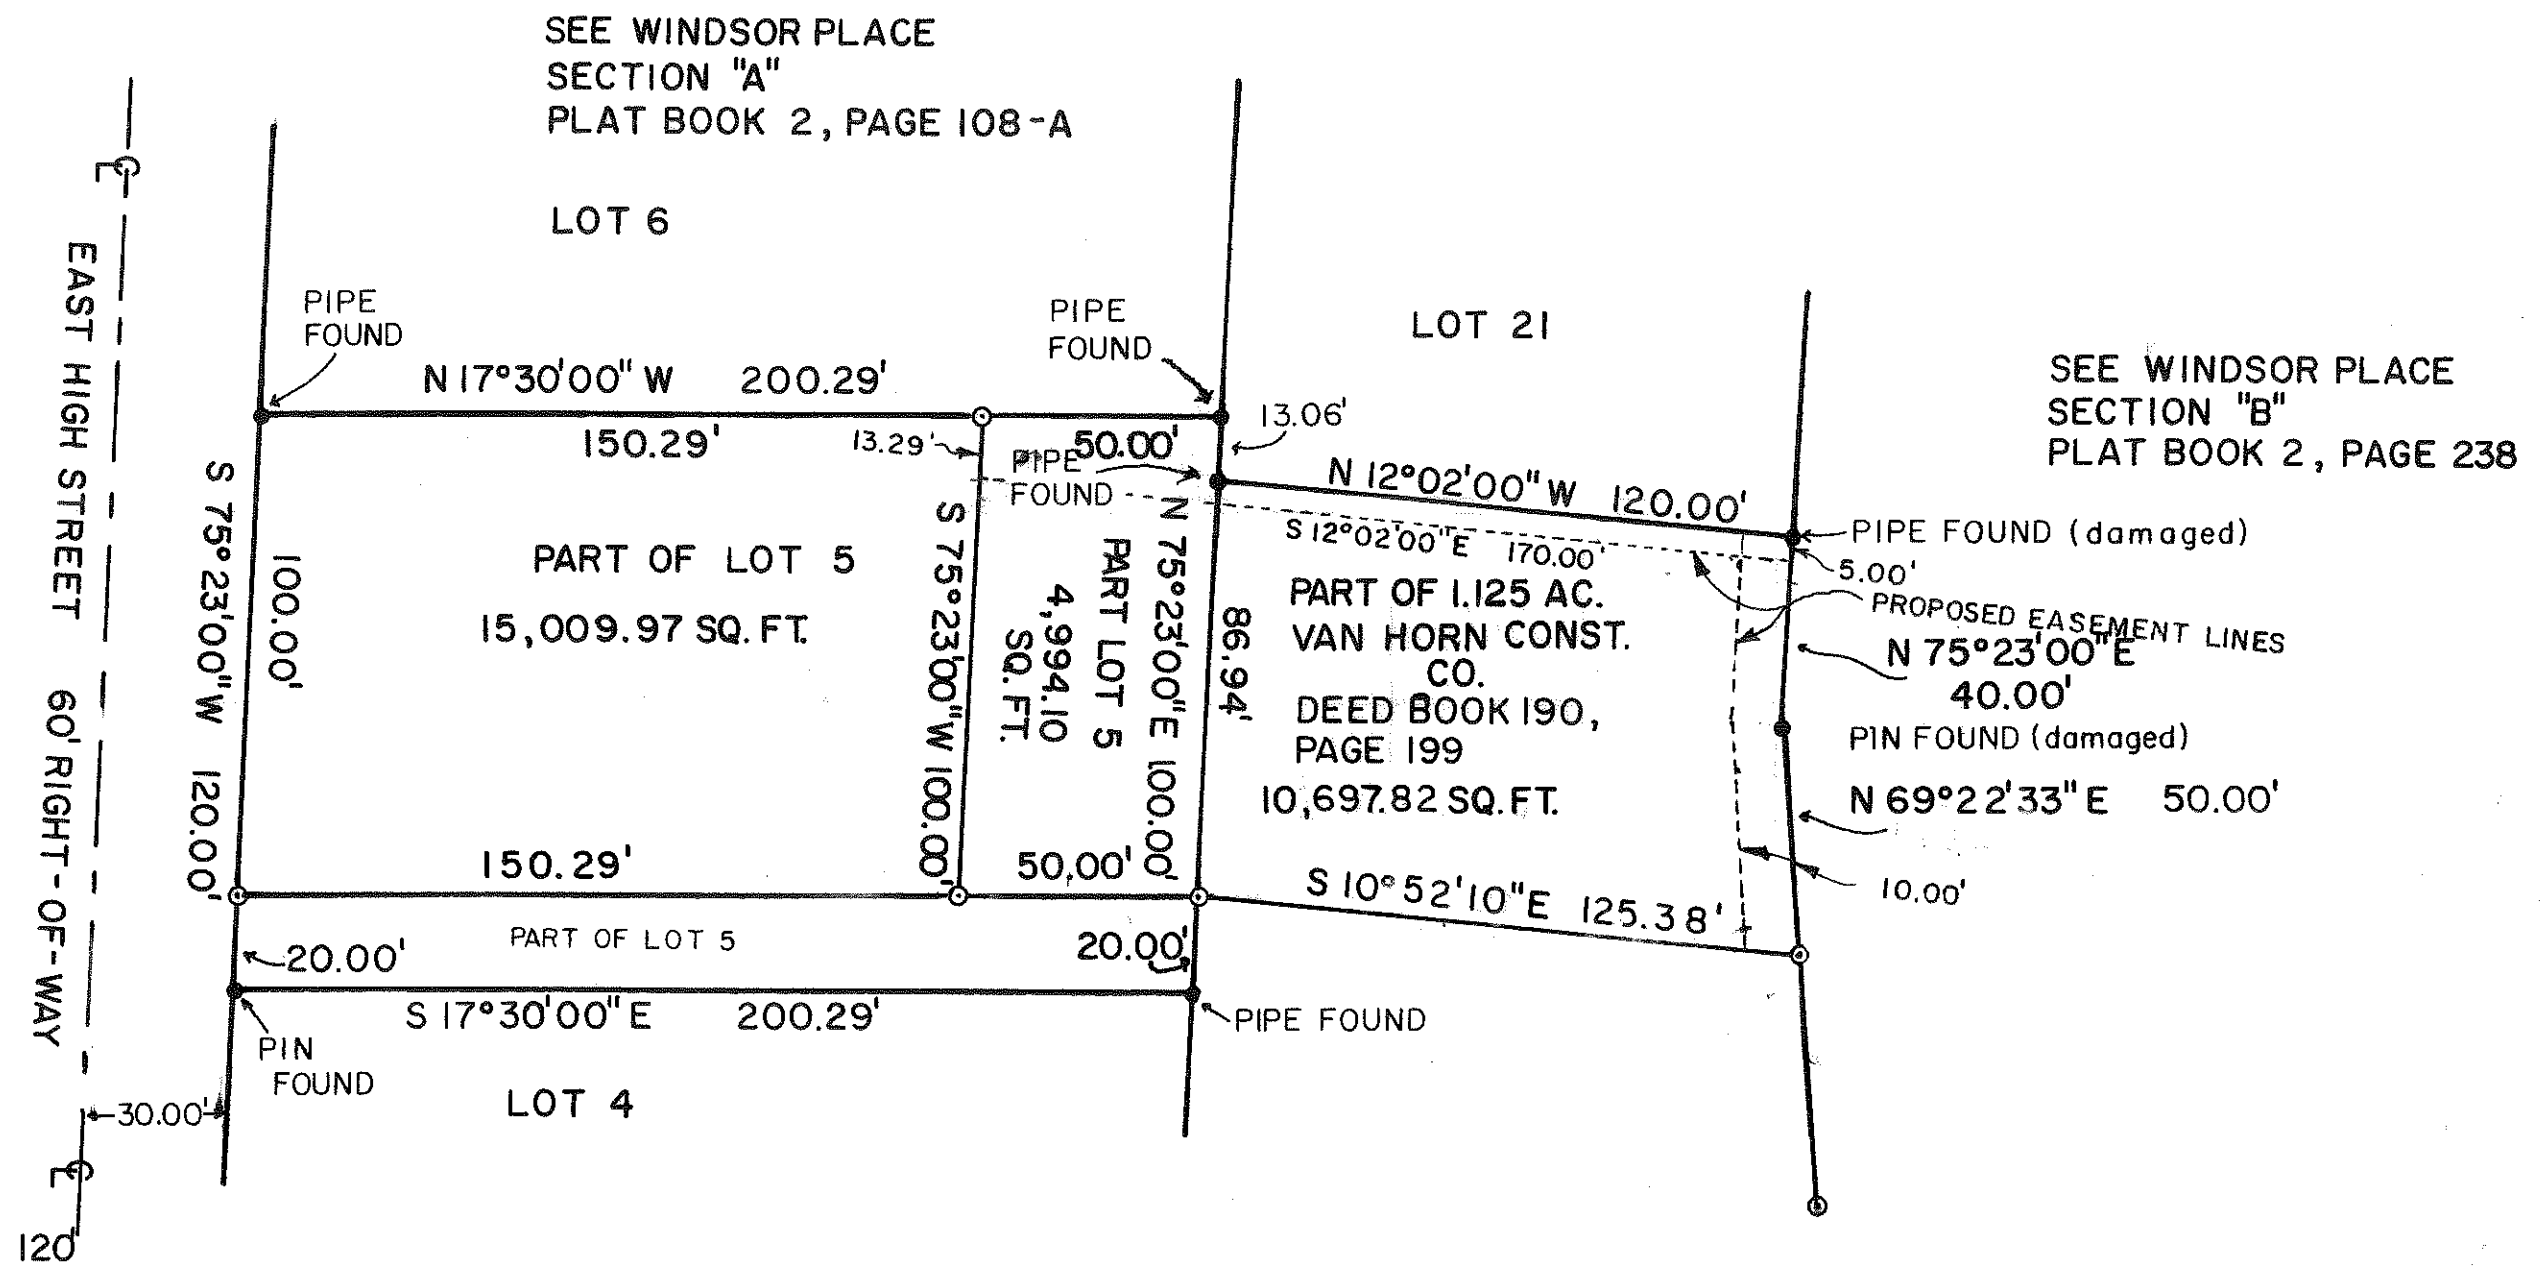 SEE WINDSOR PLACE
SECTION "A"
PLAT BOOK 2, PAGE 108-A
LOT 6
EAST HIGH STREET 60' RIGHT-OF-WAY
PIPE
FOUND
PIPE
FOUND
LOT 21
SEE WINDSOR PLACE
SECTION "B"
PLAT BOOK 2, PAGE 238
N 17°30'00" W 200.29'
150.29'
13.29'
50.00'
13.06'
PIPE
FOUND
N 12°02'00" W 120.00'
S 12°02'00" E 170.00'
PIPE FOUND (damaged)
5.00'
PROPOSED EASEMENT LINES
S 75°23'00" W 120.00'
100.00'
PART OF LOT 5
15,009.97 SQ. FT.
S 75°23'00" W 100.00'
4,994.10
SQ. FT.
PART LOT 5
N 75°23'00" E 100.00'
86.94'
PART OF 1.125 AC.
VAN HORN CONST.
CO.
DEED BOOK 190,
PAGE 199
10,697.82 SQ. FT.
N 75°23'00" E
40.00'
PIN FOUND (damaged)
N 69°22'33" E 50.00'
10.00'
150.29'
50.00'
S 10°52'10" E 125.38'
20.00'
PART OF LOT 5
20.00'
S 17°30'00" E 200.29'
PIPE FOUND
PIN
FOUND
LOT 4
30.00'
120'